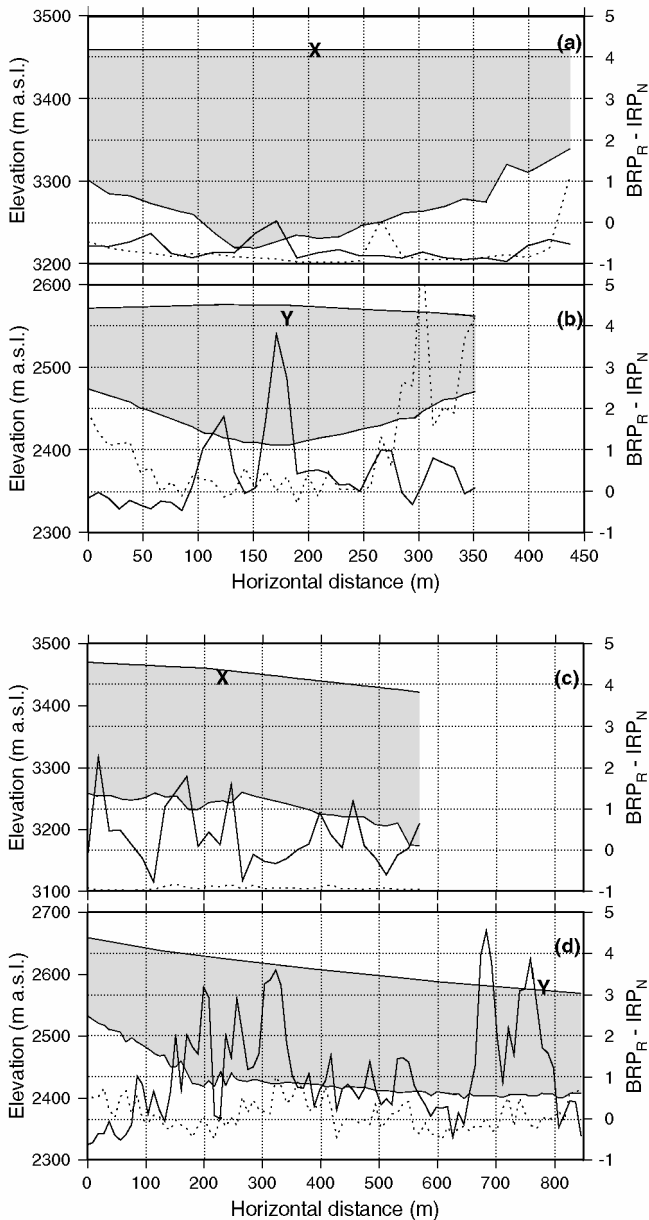 3500
3400
3300
3200
Elevation (m a.s.l.)
X
(a)
5
4
3
2
1
0
-1
BRP_R - IRP_N
2600
2500
2400
2300
Elevation (m a.s.l.)
Y
(b)
5
4
3
2
1
0
-1
BRP_R - IRP_N
0 50 100 150 200 250 300 350 400 450
Horizontal distance (m)
3500
3400
3300
3200
3100
Elevation (m a.s.l.)
X
(c)
5
4
3
2
1
0
-1
BRP_R - IRP_N
2700
2600
2500
2400
2300
Elevation (m a.s.l.)
Y
(d)
5
4
3
2
1
0
-1
BRP_R - IRP_N
0 100 200 300 400 500 600 700 800
Horizontal distance (m)